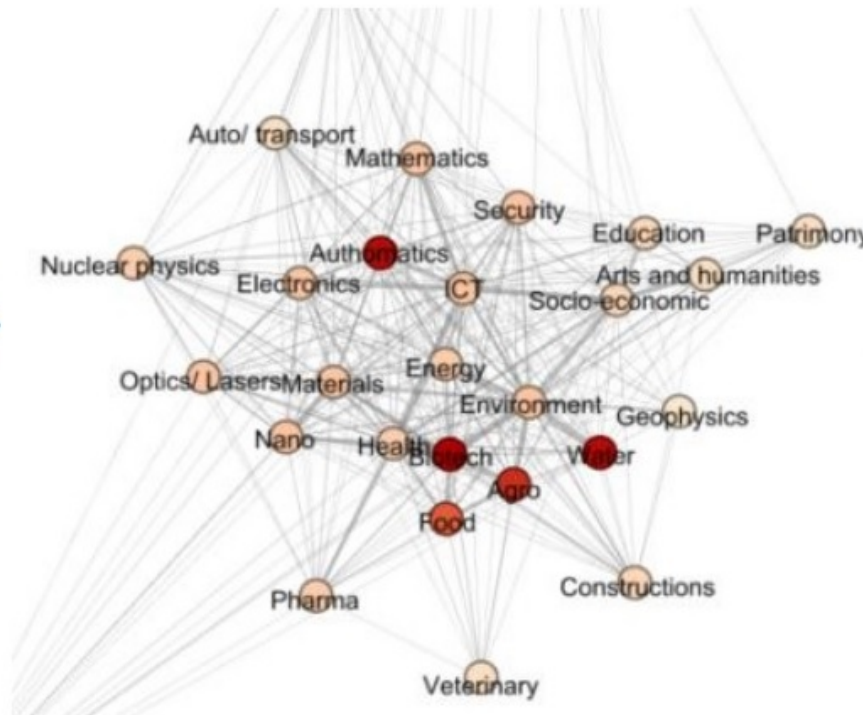 Auto/ transport
Mathematics
Security
Education
Patrimony
Authomatics
Nuclear physics
Electronics
ICT
Arts and humanities
Socio-economic
Energy
Optics/ Lasers
Materials
Environment
Geophysics
Nano
Health
Biotech
Water
Agro
Food
Constructions
Pharma
Veterinary